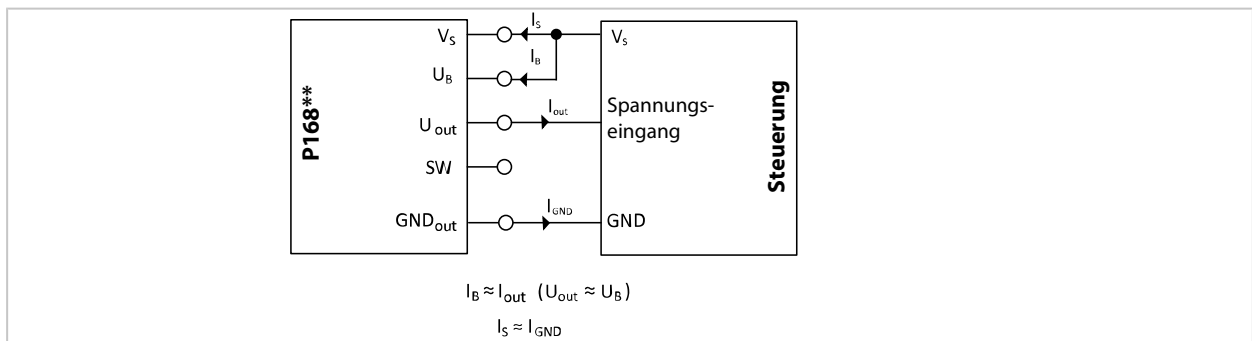 P168**
V_S
U_B
U_out
SW
GND_out
I_S
I_B
I_out
I_GND
V_S
Spannungs-
eingang
GND
Steuerung
I_B ≈ I_out (U_out ≈ U_B)
I_S ≈ I_GND